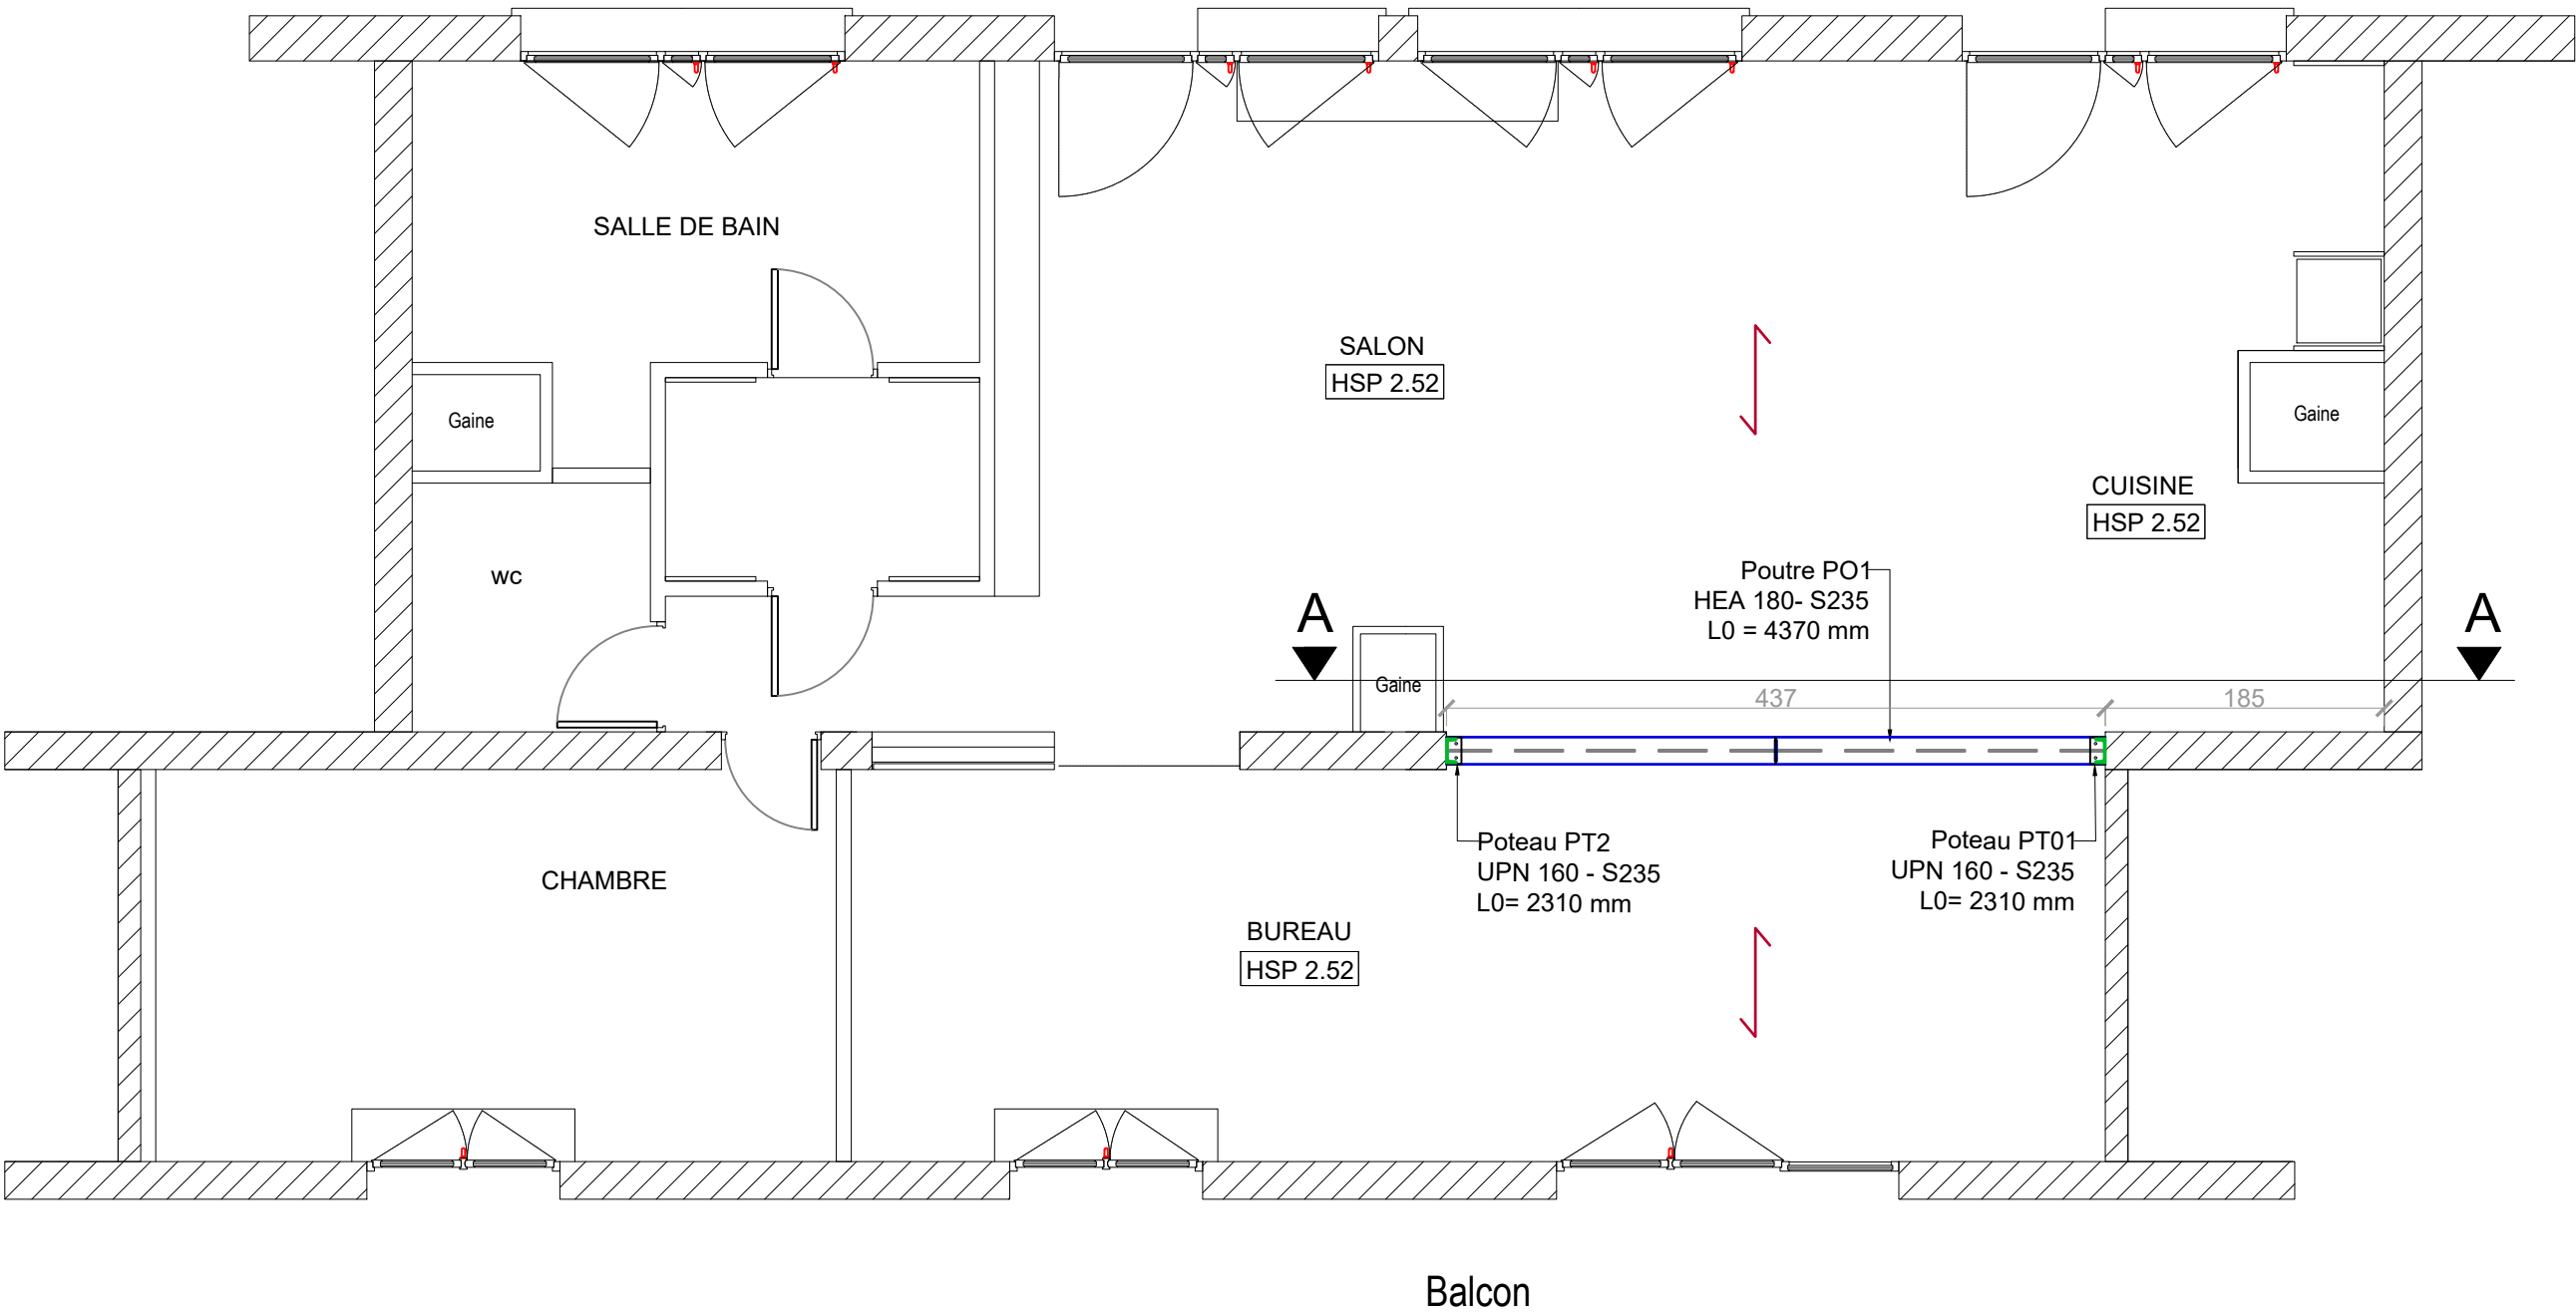 SALLE DE BAIN
SALON
HSP 2.52
Gaine
Gaine
CUISINE
HSP 2.52
wc
Poutre PO1
HEA 180- S235
L0 = 4370 mm
A
A
Gaine
437
185
Poteau PT2
UPN 160 - S235
L0= 2310 mm
Poteau PT01
UPN 160 - S235
L0= 2310 mm
CHAMBRE
BUREAU
HSP 2.52
Balcon